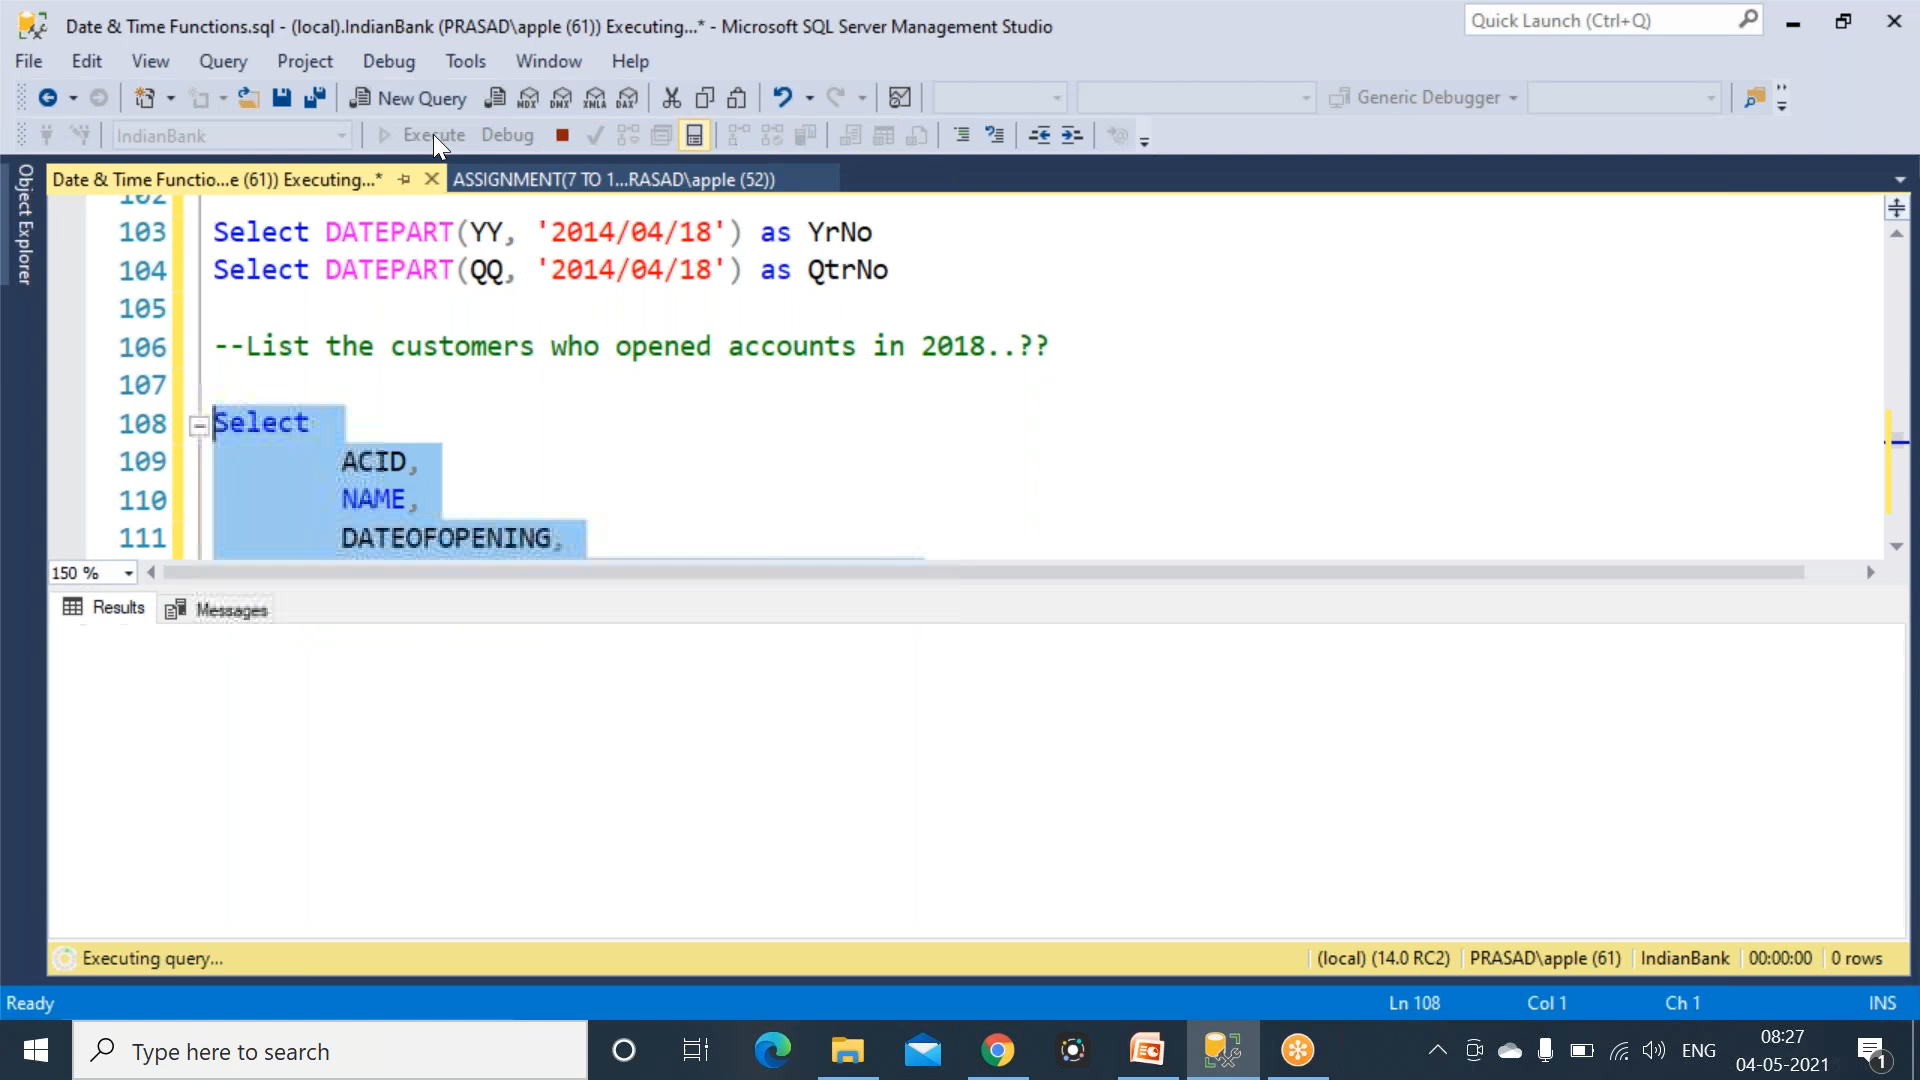 Date & Time Functions.sql - (local).IndianBank (PRASAD\apple (61)) Executing...* - Microsoft SQL Server Management Studio
Quick Launch (Ctrl+Q)
File Edit View Query Project Debug Tools Window Help
New Query MDX DMX XMLA DAX Generic Debugger
IndianBank Execute Debug
Object Explorer
Date & Time Functio...e (61)) Executing...* ASSIGNMENT(7 TO 1...RASAD\apple (52))
102
103 Select DATEPART(YY, '2014/04/18') as YrNo
104 Select DATEPART(QQ, '2014/04/18') as QtrNo
105
106 --List the customers who opened accounts in 2018..??
107
108 Select
109 ACID,
110 NAME,
111 DATEOFOPENING,
150 %
Results Messages
Executing query... (local) (14.0 RC2) PRASAD\apple (61) IndianBank 00:00:00 0 rows
Ready Ln 108 Col 1 Ch 1 INS
Type here to search
ENG
08:27
04-05-2021
1